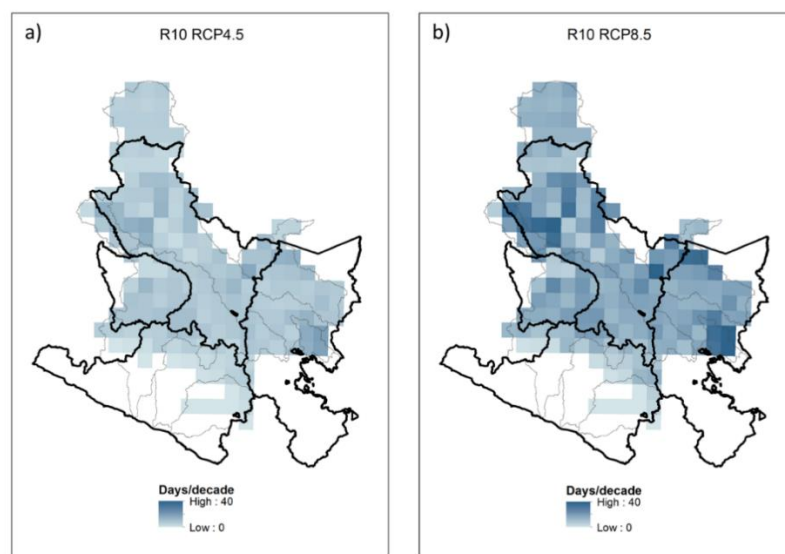 a)
R10 RCP4.5
Days/decade
High : 40
Low : 0
b)
R10 RCP8.5
Days/decade
High : 40
Low : 0